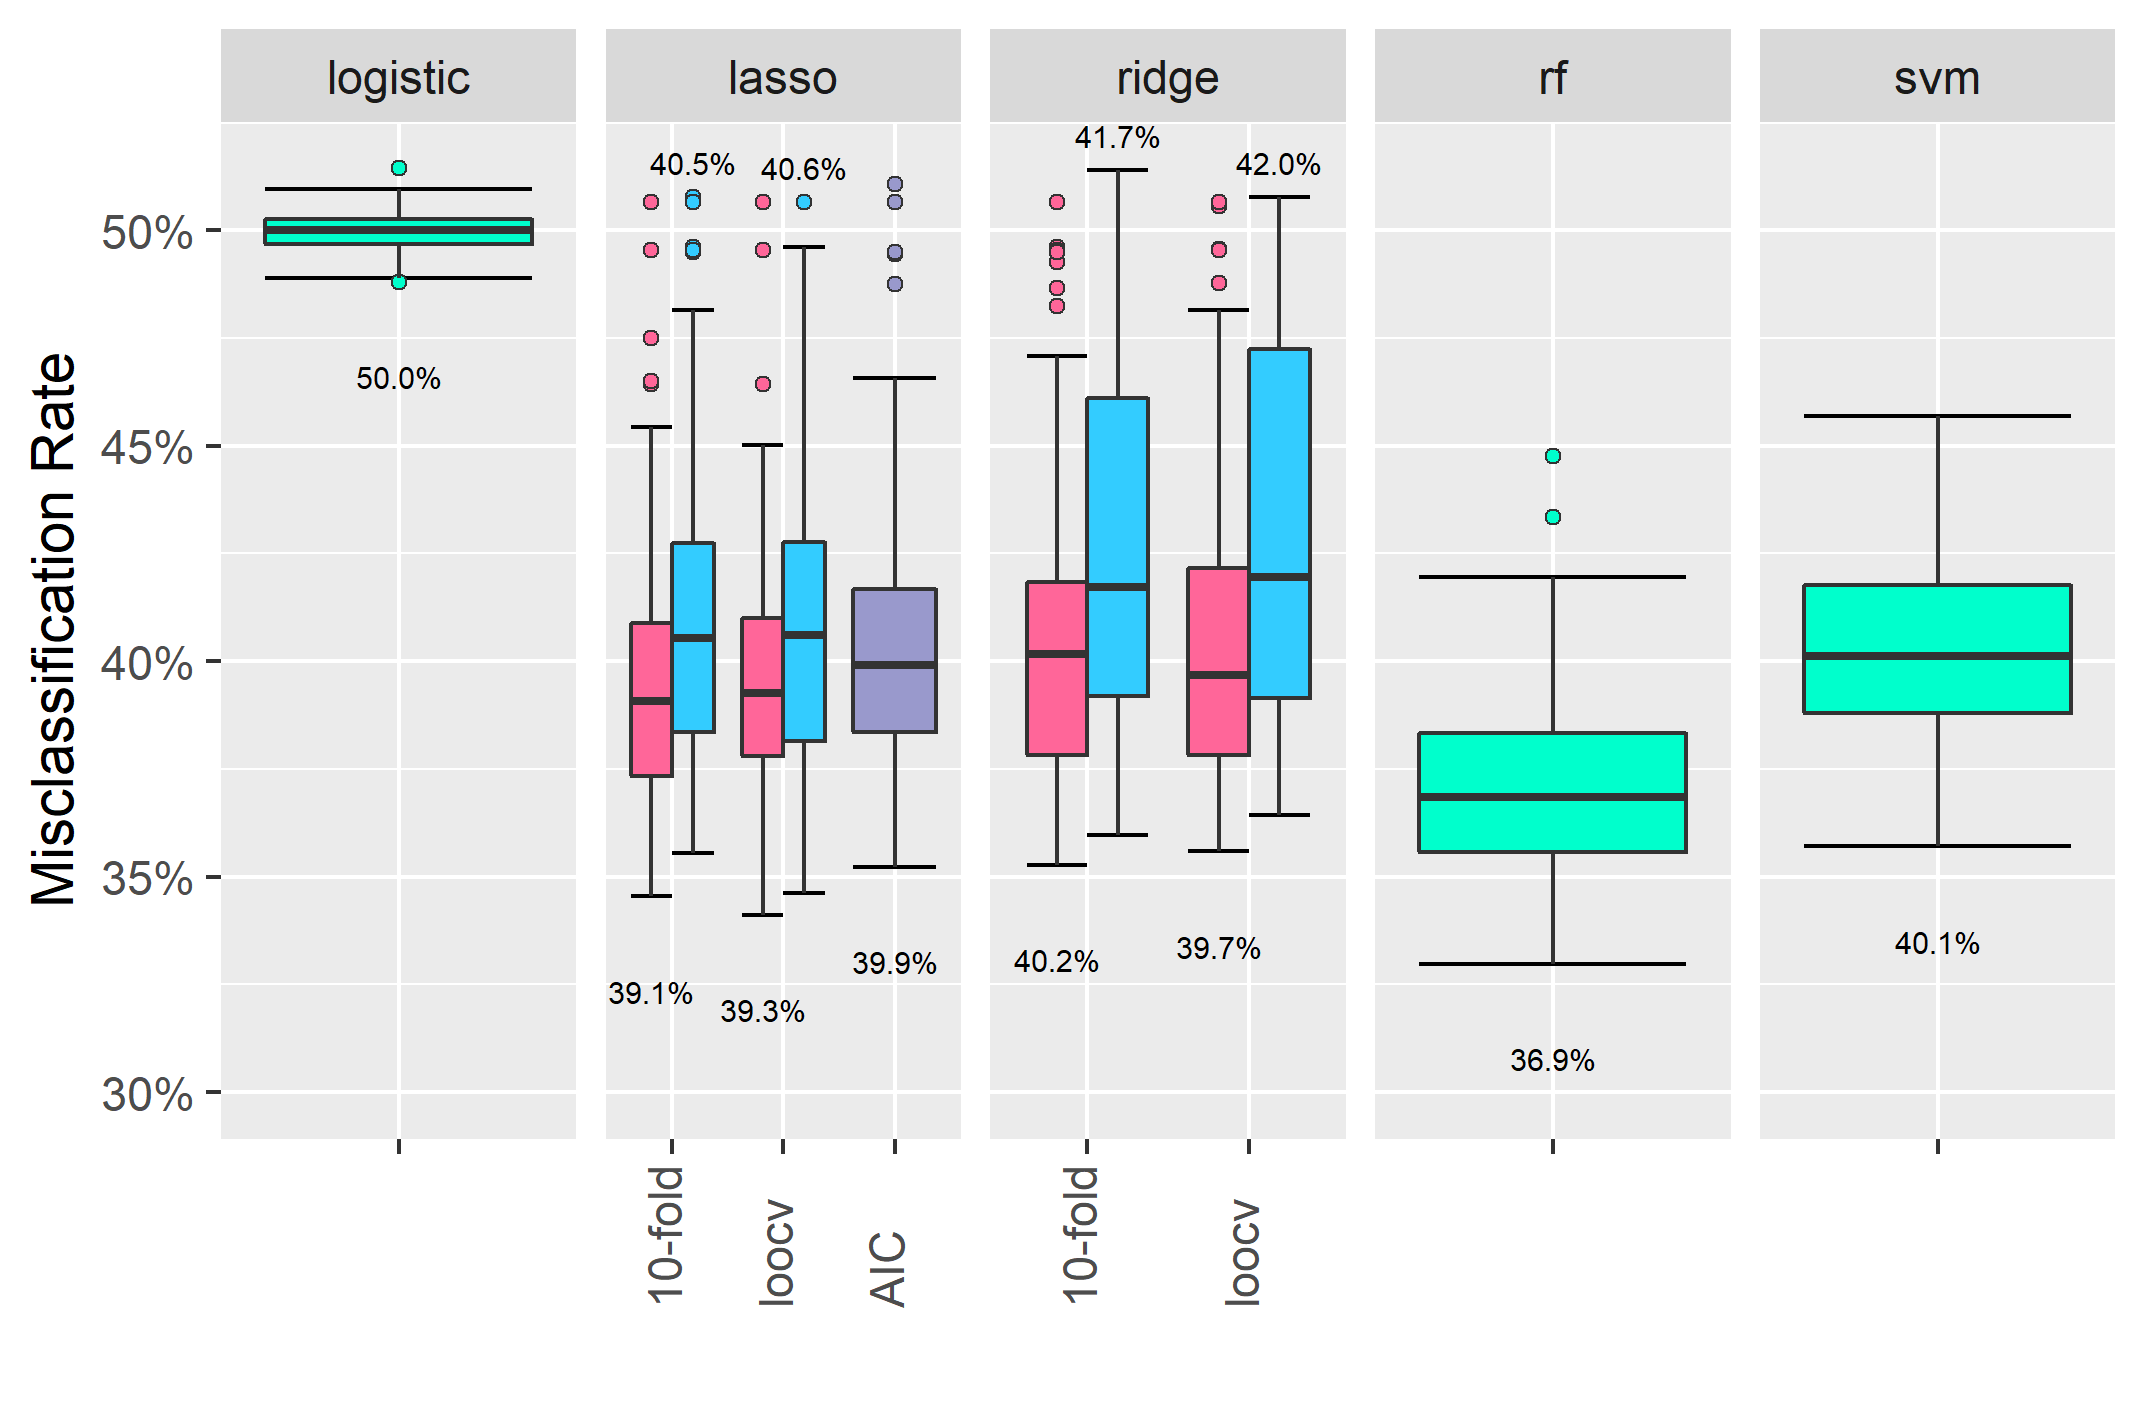 logistic
lasso
ridge
rf
svm
Misclassification Rate
50%
45%
40%
35%
30%
50.0%
40.5%
40.6%
39.1%
39.3%
39.9%
41.7%
42.0%
40.2%
39.7%
36.9%
40.1%
10-fold
loocv
AIC
10-fold
loocv